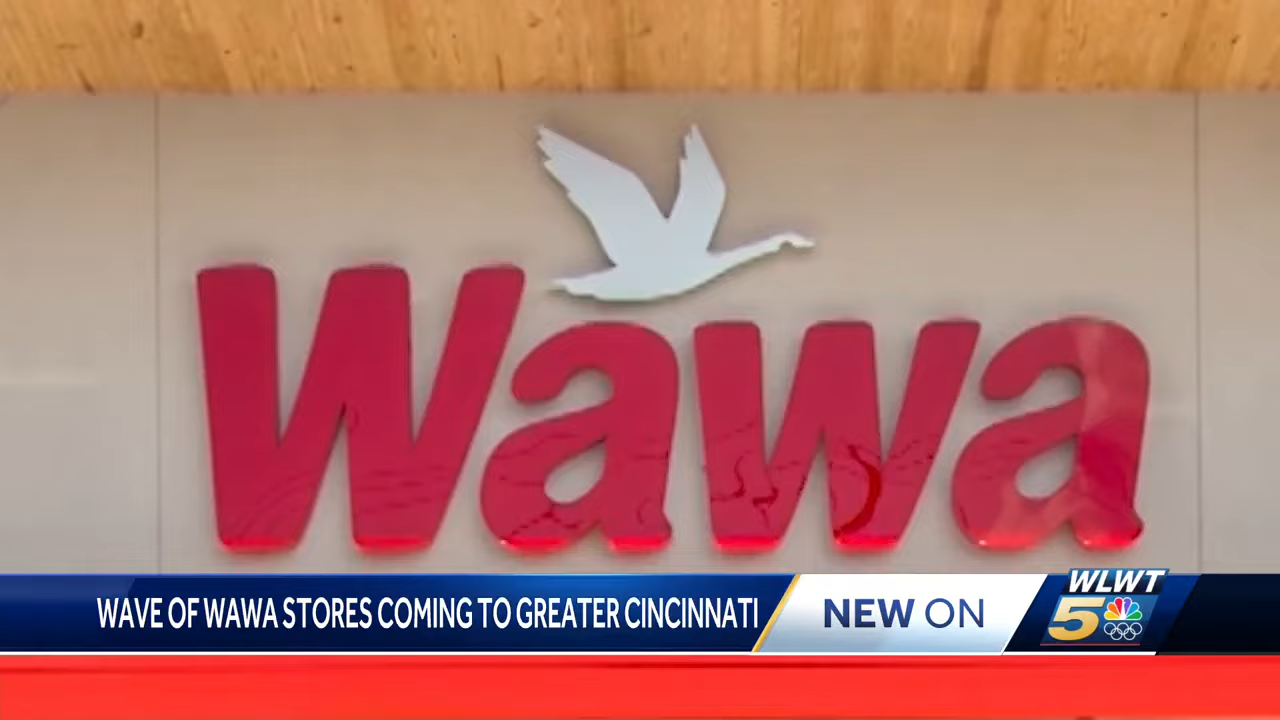 Wawa
WAVE OF WAWA STORES COMING TO GREATER CINCINNATI
NEW ON
WLWT
5